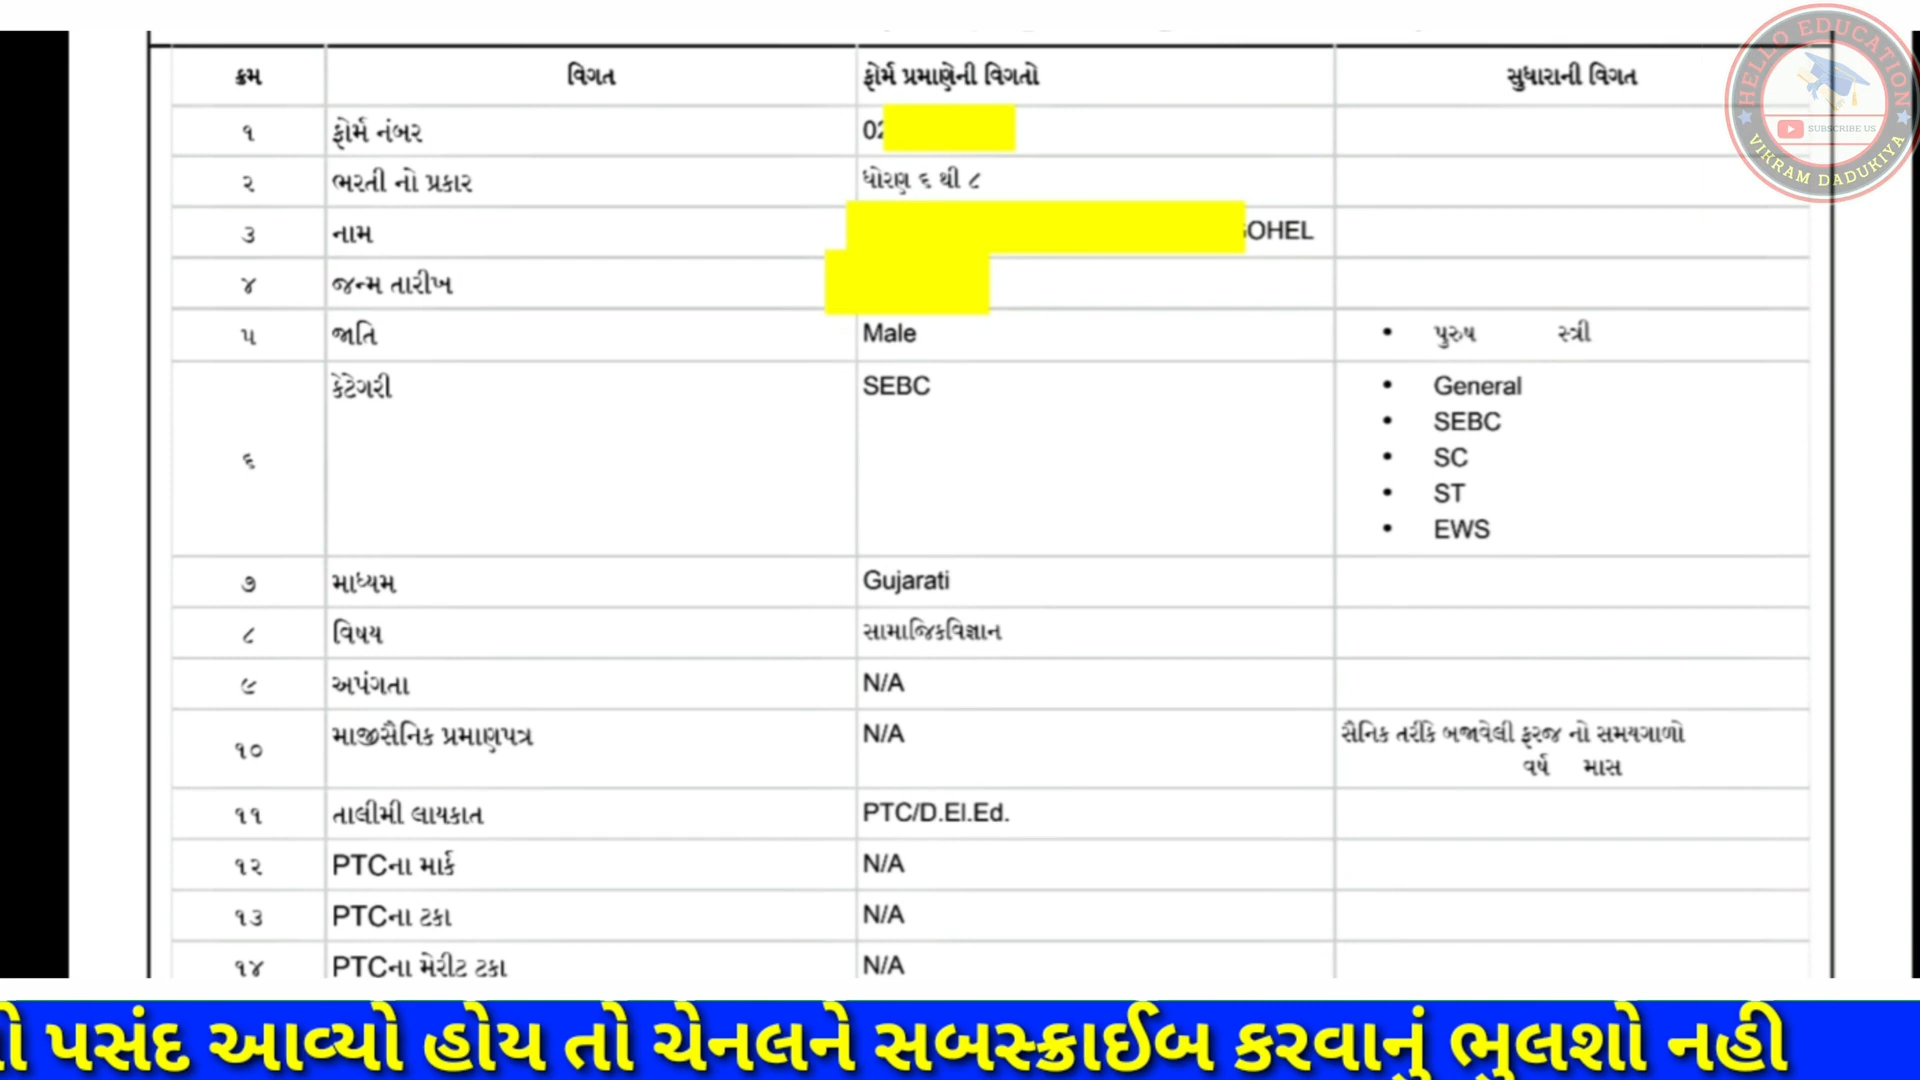 HELLO EDUCATION
SUBSCRIBE US
VIKRAM DADUKIYA
ક્રમ વિગત ફોર્મ પ્રમાણેની વિગતો સુધારાની વિગત
૧ ફોર્મ નંબર 02
૨ ભરતી નો પ્રકાર ધોરણ ૬ થી ૮
૩ નામ OHEL
૪ જન્મ તારીખ
૫ જાતિ Male • પુરુષ સ્ત્રી
૬ કેટેગરી SEBC • General
• SEBC
• SC
• ST
• EWS
૭ માધ્યમ Gujarati
૮ વિષય સામાજિકવિજ્ઞાન
૯ અપંગતા N/A
૧૦ માજીસૈનિક પ્રમાણપત્ર N/A સૈનિક તરીકે બજાવેલી ફરજ નો સમયગાળો
વર્ષ માસ
૧૧ તાલીમી લાયકાત PTC/D.El.Ed.
૧૨ PTCના માર્ક N/A
૧૩ PTCના ટકા N/A
૧૪ PTCના મેરીટ ટકા N/A
પસંદ આવ્યો હોય તો ચેનલને સબસ્ક્રાઈબ કરવાનું ભુલશો નહી